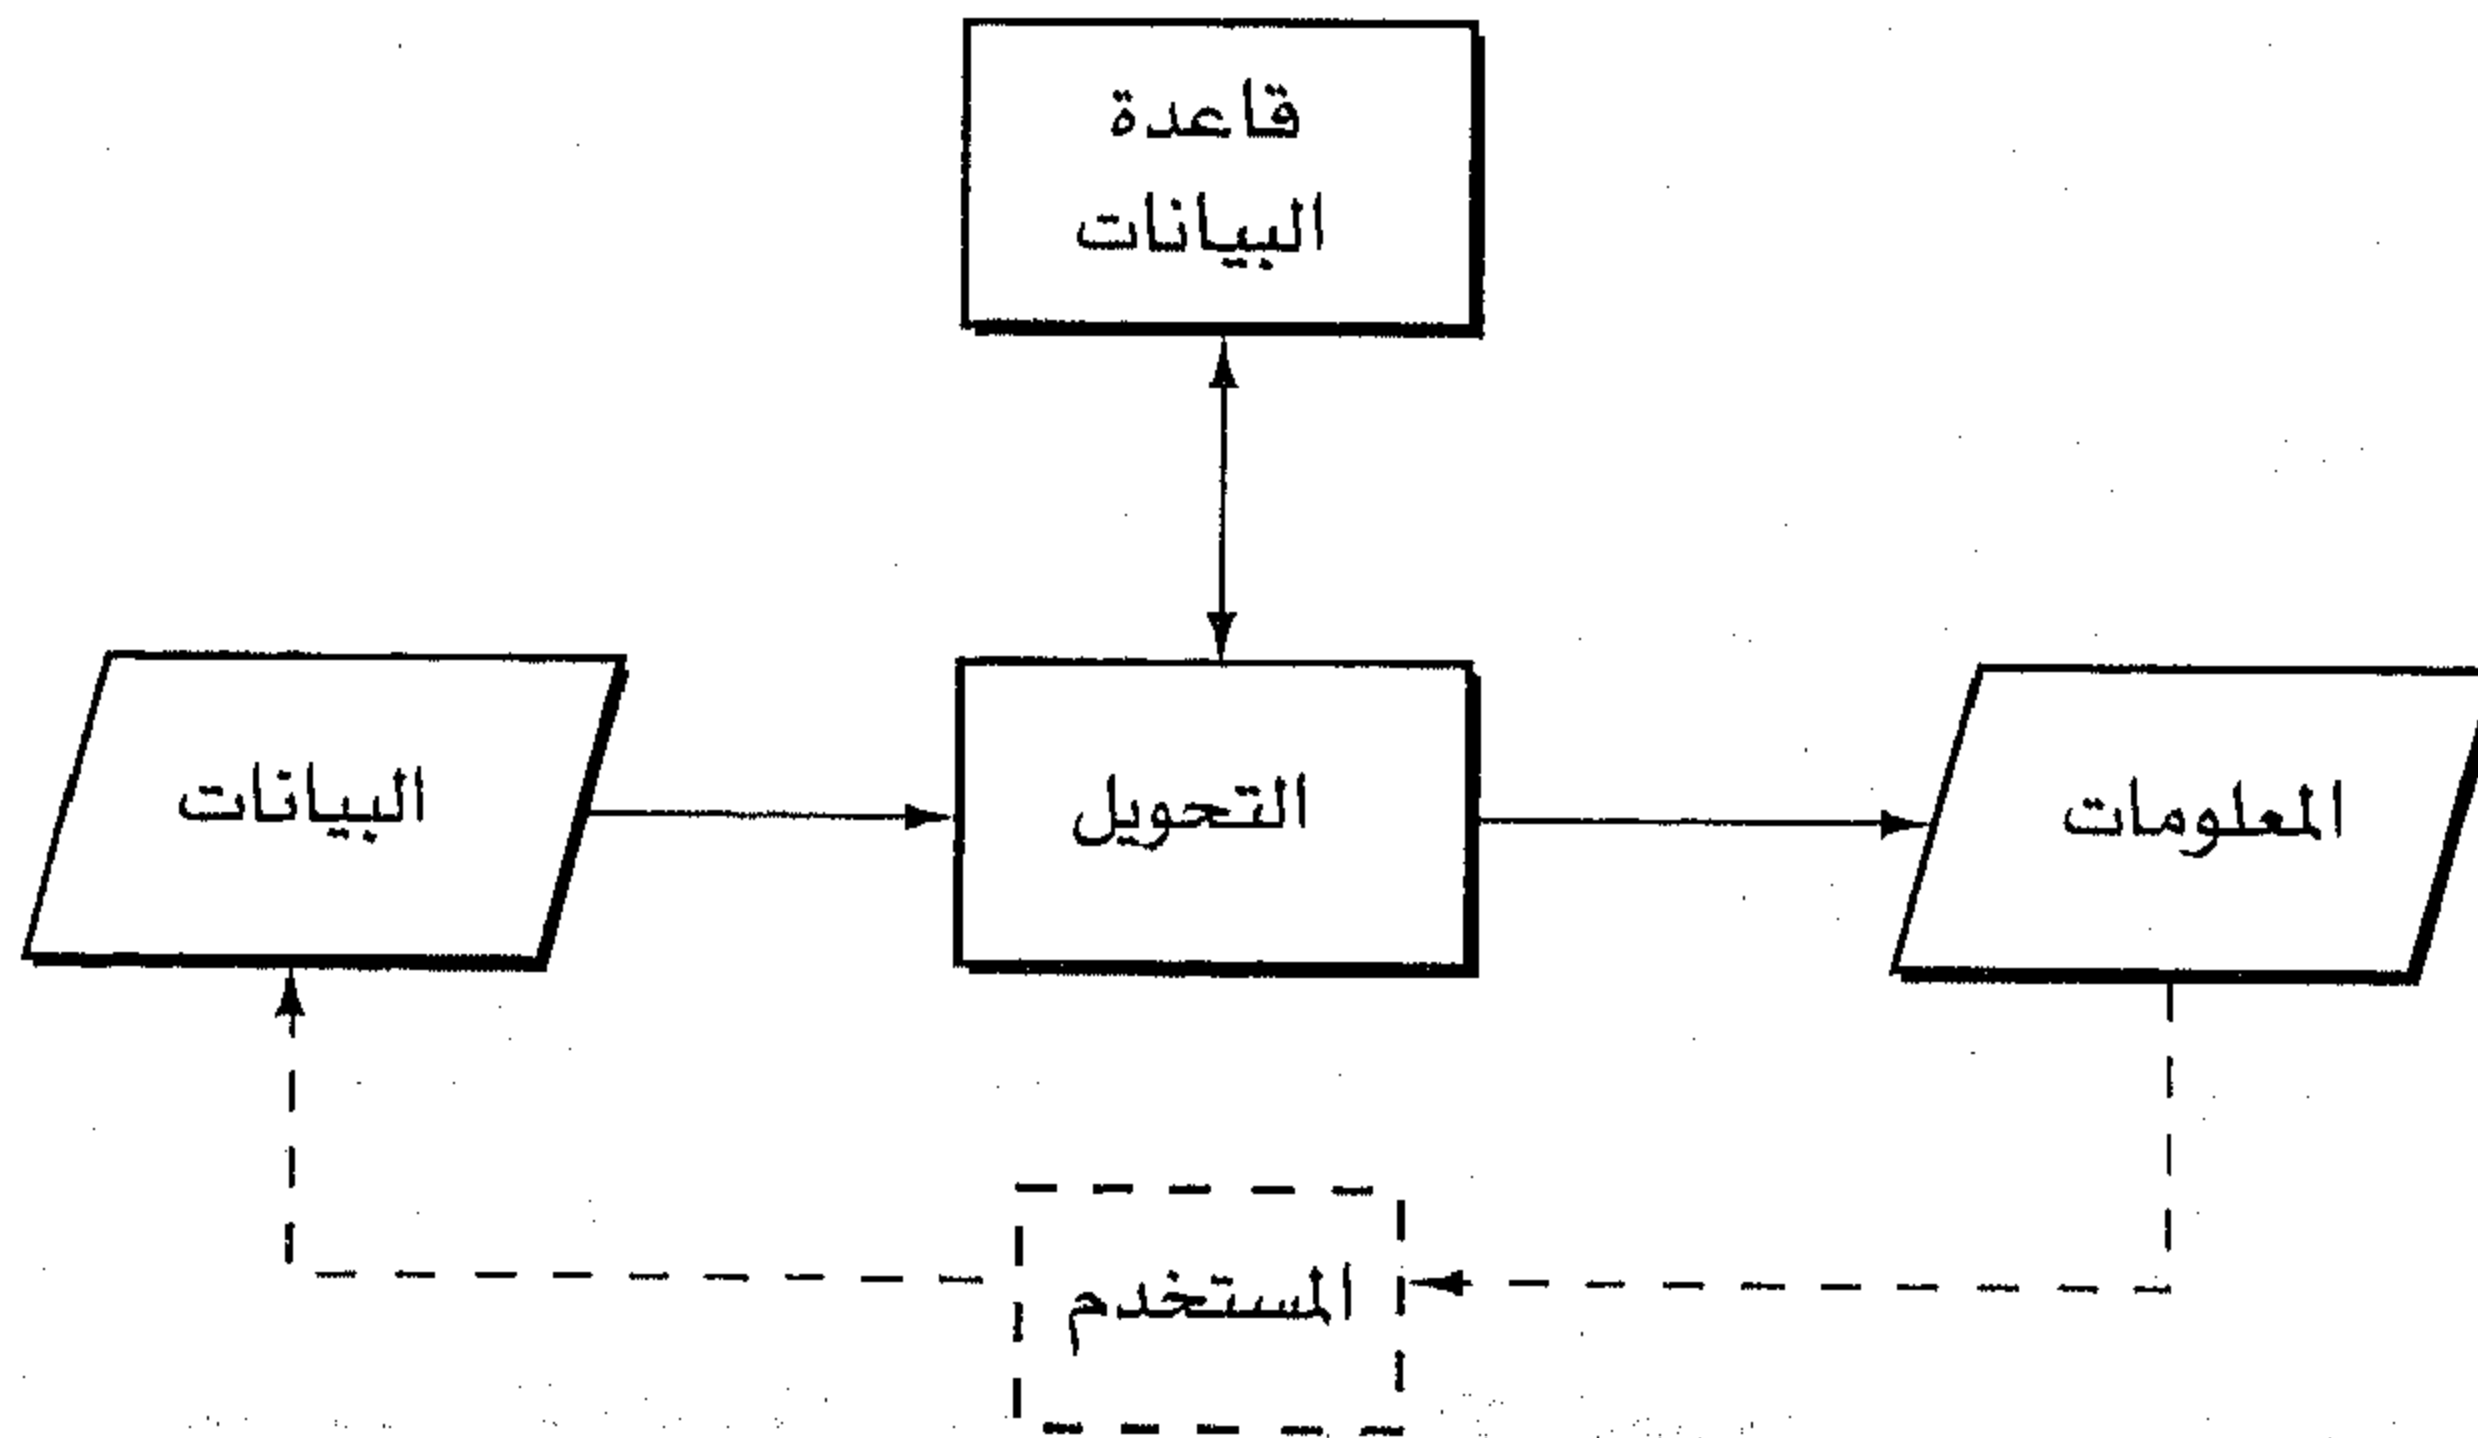 قاعدة
البيانات
البيانات
التحويل
المعلومات
المستخدم